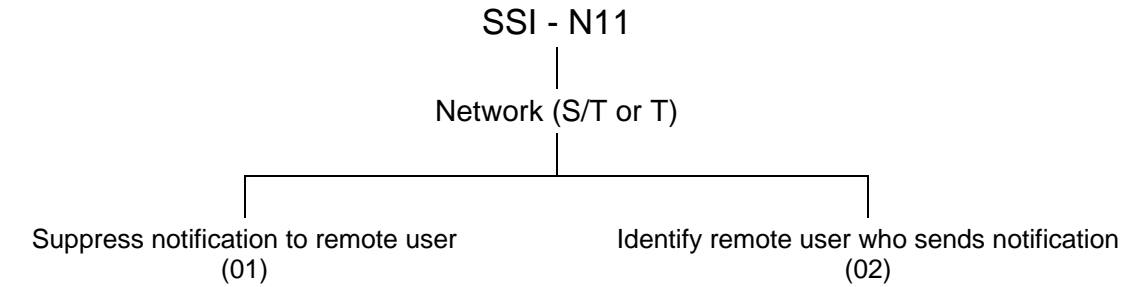 SSI - N11
Network (S/T or T)
Suppress notification to remote user
(01)
Identify remote user who sends notification
(02)